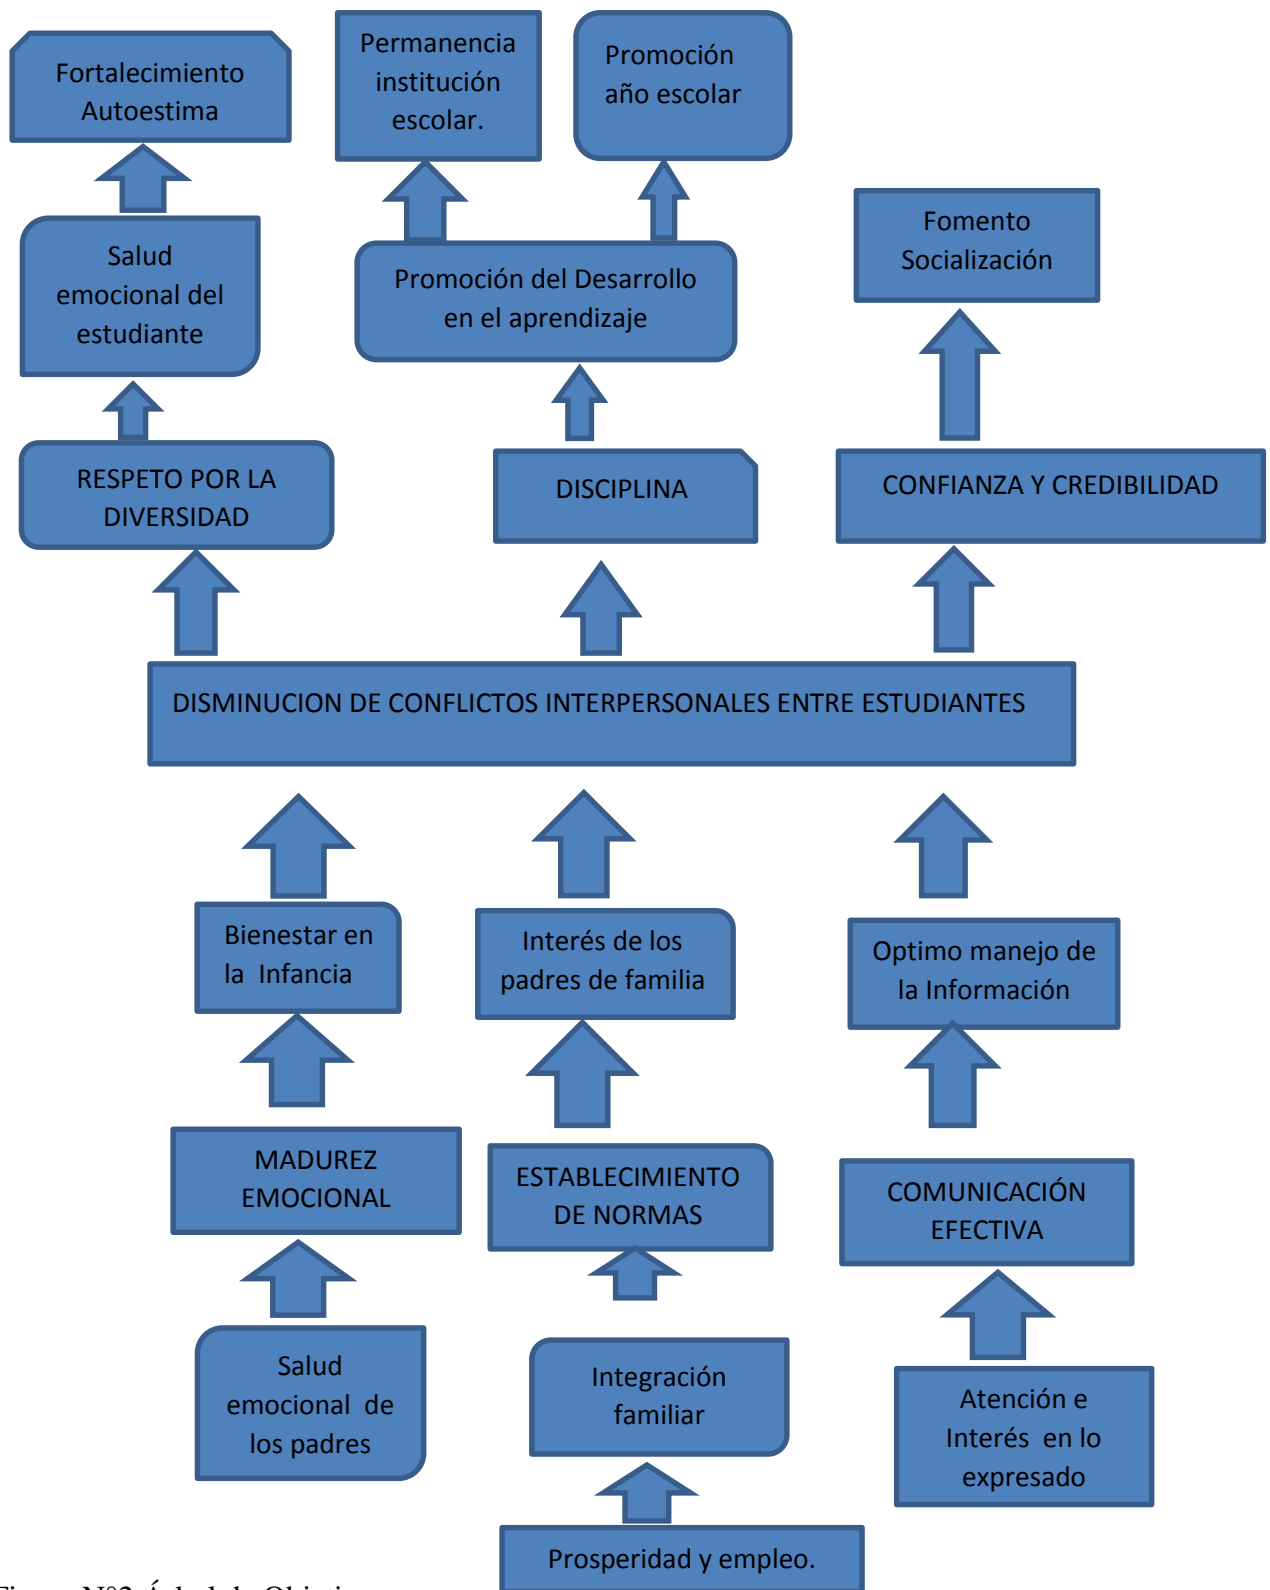 Fortalecimiento
Autoestima
Permanencia
institución
escolar.
Promoción
año escolar
Salud
emocional del
estudiante
Promoción del Desarrollo
en el aprendizaje
Fomento
Socialización
RESPETO POR LA
DIVERSIDAD
DISCIPLINA
CONFIANZA Y CREDIBILIDAD
DISMINUCION DE CONFLICTOS INTERPERSONALES ENTRE ESTUDIANTES
Bienestar en
la Infancia
Interés de los
padres de familia
Optimo manejo de
la Información
MADUREZ
EMOCIONAL
ESTABLECIMIENTO
DE NORMAS
COMUNICACIÓN
EFECTIVA
Salud
emocional de
los padres
Integración
familiar
Atención e
Interés en lo
expresado
Prosperidad y empleo.